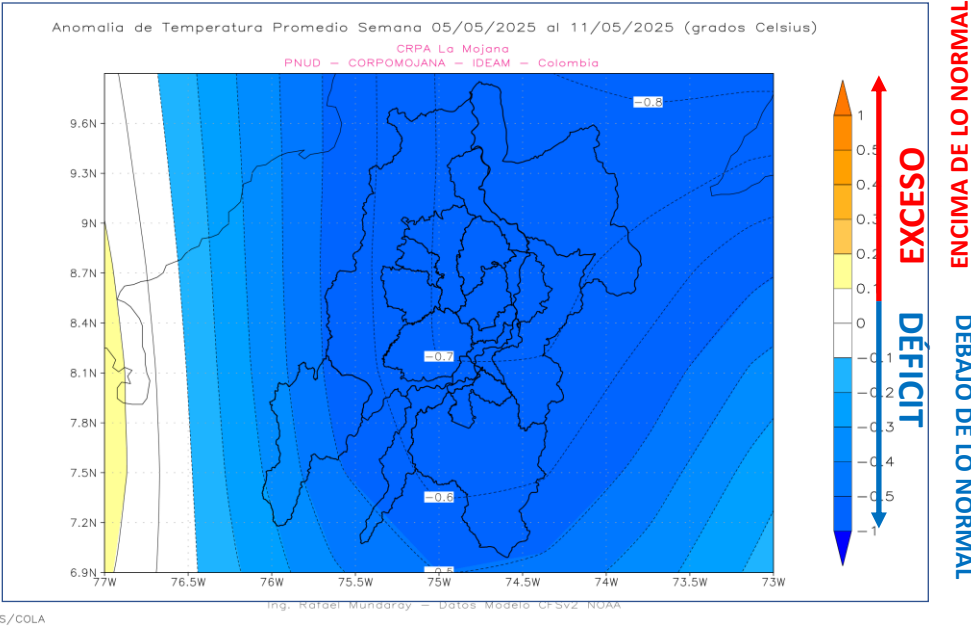 Anomalia de Temperatura Promedio Semana 05/05/2025 al 11/05/2025 (grados Celsius)
CRPA La Mojana
PNUD – CORPOMOJANA – IDEAM – Colombia
9.6N
9.3N
9N
8.7N
8.4N
8.1N
7.8N
7.5N
7.2N
6.9N
77W
76.5W
76W
75.5W
75W
74.5W
74W
73.5W
73W
−0.8
−0.7
−0.6
1
0.5
0.4
0.3
0.2
0.1
0
−0.1
−0.2
−0.3
−0.4
−0.5
−1
EXCESO
DÉFICIT
ENCIMA DE LO NORMAL
DEBAJO DE LO NORMAL
Ing. Rafael Mundaray – Datos Modelo CFSv2 NOAA
S/COLA